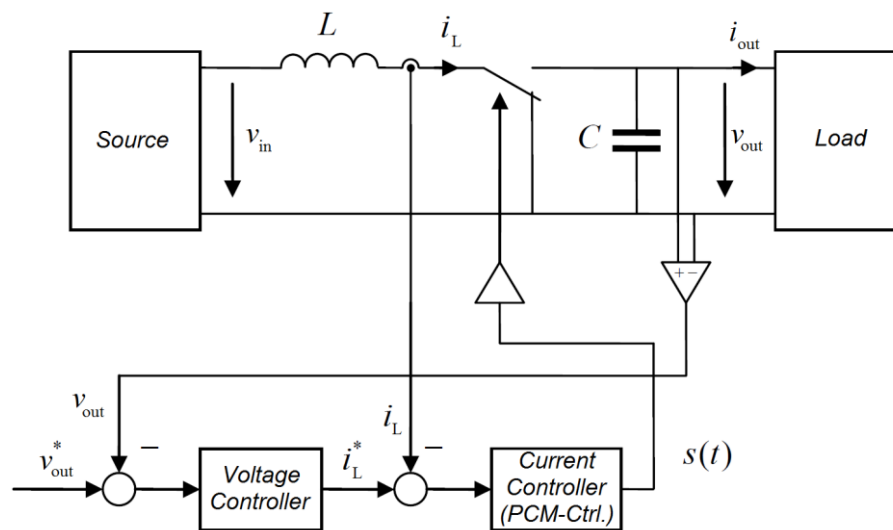 L
i_L
i_out
Source
v_in
C
v_out
Load
+ −
v_out
i_L
−
−
v*_out
Voltage
Controller
i*_L
Current
Controller
(PCM-Ctrl.)
s(t)